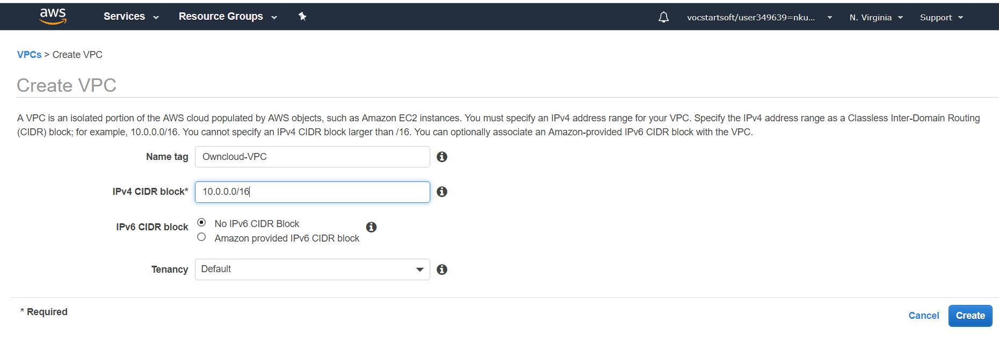 aws Services Resource Groups vocstartsoft/user349639=nku... N. Virginia Support
VPCs > Create VPC
Create VPC
A VPC is an isolated portion of the AWS cloud populated by AWS objects, such as Amazon EC2 instances. You must specify an IPv4 address range for your VPC. Specify the IPv4 address range as a Classless Inter-Domain Routing
(CIDR) block; for example, 10.0.0.0/16. You cannot specify an IPv4 CIDR block larger than /16. You can optionally associate an Amazon-provided IPv6 CIDR block with the VPC.
Name tag Owncloud-VPC
IPv4 CIDR block* 10.0.0.0/16
IPv6 CIDR block No IPv6 CIDR Block
Amazon provided IPv6 CIDR block
Tenancy Default
* Required
Cancel Create